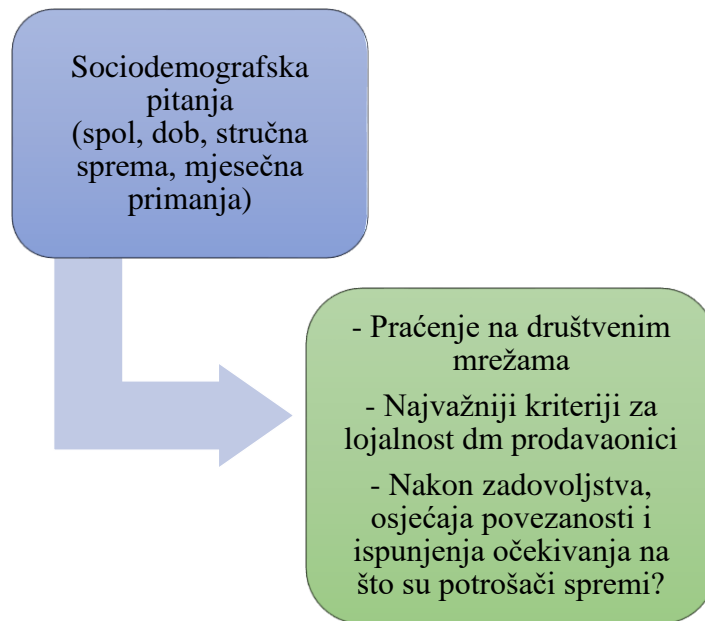 Sociodemografska
pitanja
(spol, dob, stručna
sprema, mjesečna
primanja)
- Praćenje na društvenim
mrežama
- Najvažniji kriteriji za
lojalnost dm prodavaonici
- Nakon zadovoljstva,
osjećaja povezanosti i
ispunjenja očekivanja na
što su potrošači spremi?